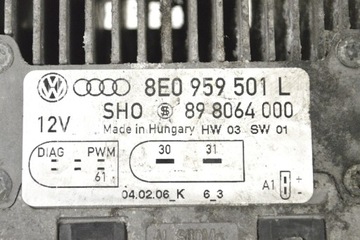 8E0 959 501 L
SHO S 89 8064 000
12V
Made in Hungary HW 03 SW 01
DIAG PWM 30 31
61
A1 + -
04.02.06_K 6_3